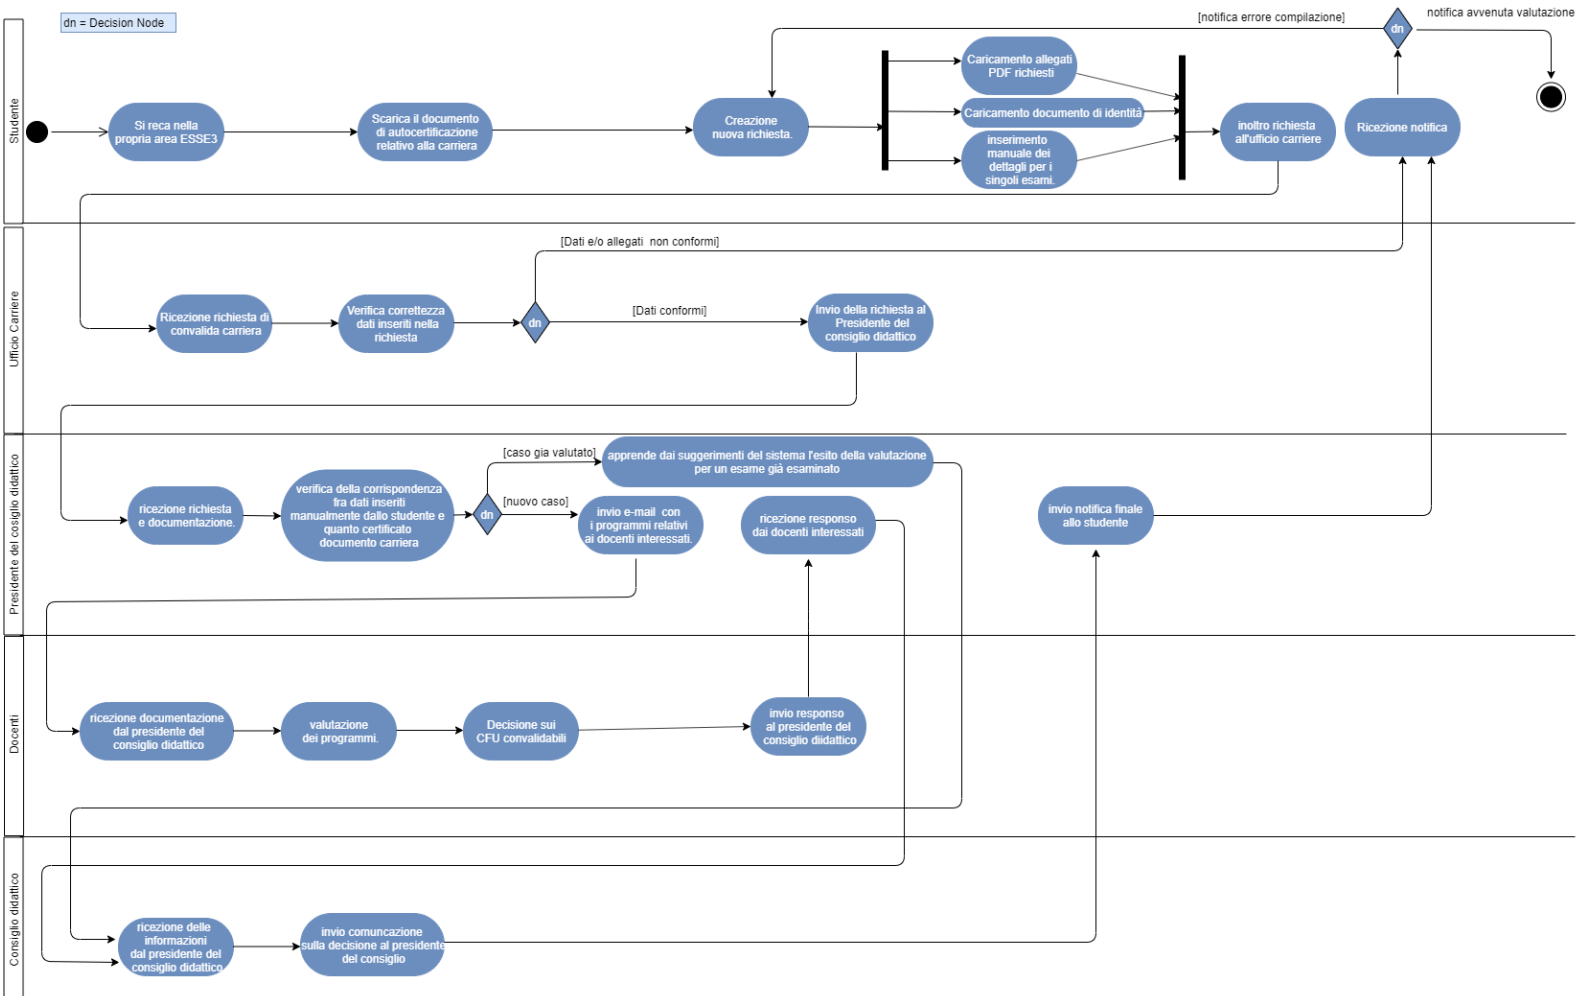 dn = Decision Node
[notifica errore compilazione]
dn
notifica avvenuta valutazione
Studente
Si reca nella
propria area ESSE3
Scarica il documento
di autocertificazione
relativo alla carriera
Creazione
nuova richiesta.
Caricamento allegati
PDF richiesti
Caricamento documento di identità
inserimento
manuale dei
dettagli per i
singoli esami.
inoltro richiesta
all'ufficio carriere
Ricezione notifica
Ufficio Carriere
[Dati e/o allegati  non conformi]
Ricezione richiesta di
convalida carriera
Verifica correttezza
dati inseriti nella
richiesta
dn
[Dati conformi]
Invio della richiesta al
Presidente del
consiglio didattico
Presidente del cosiglio didattico
ricezione richiesta
e documentazione.
verifica della corrispondenza
fra dati inseriti
manualmente dallo studente e
quanto certificato
documento carriera
dn
[caso gia valutato]
apprende dai suggerimenti del sistema l'esito della valutazione
per un esame già esaminato
[nuovo caso]
invio e-mail  con
i programmi relativi
ai docenti interessati.
ricezione responso
dai docenti interessati
invio notifica finale
allo studente
Docenti
ricezione documentazione
dal presidente del
consiglio didattico
valutazione
dei programmi.
Decisione sui
CFU convalidabili
invio responso
al presidente del
consiglio diidattico
Consiglio didattico
ricezione delle
informazioni
dal presidente del
consiglio didattico
invio comuncazione
sulla decisione al presidente
del consiglio